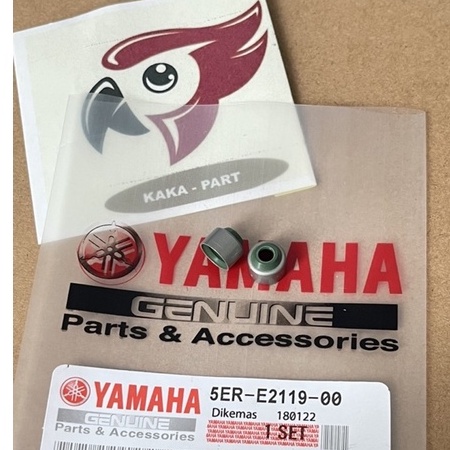 KAKA - PART
YAMAHA
GENUINE
Parts & Accessories
YAMAHA
5ER-E2119-00
GENUINE
Parts & Accessories
Dikemas 180122
1 SET